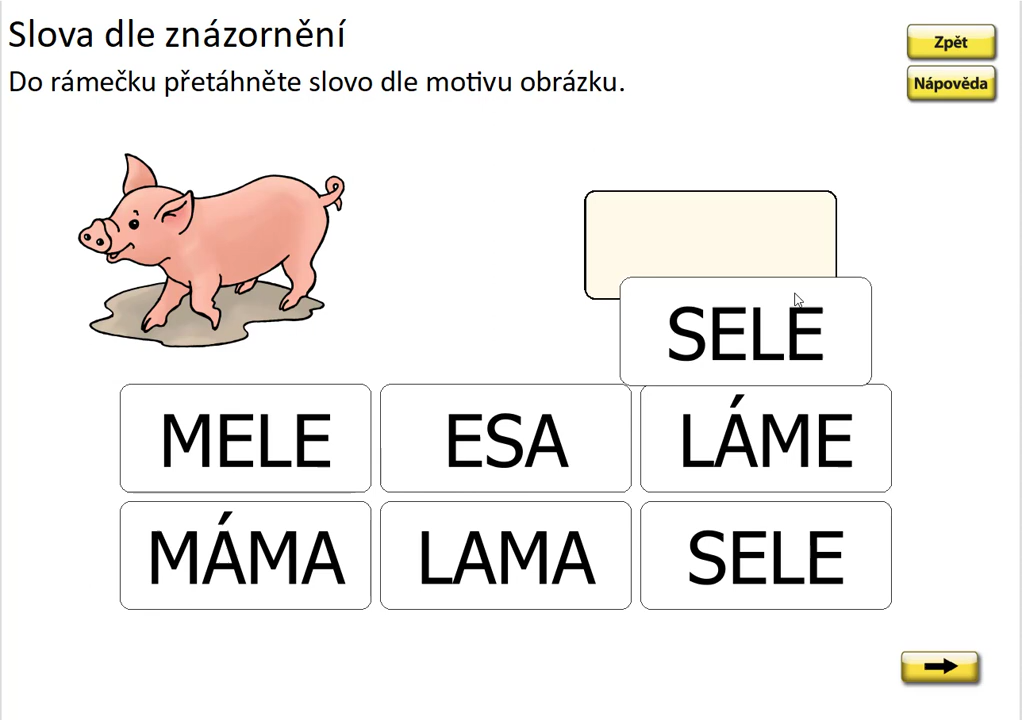 Slova dle znázornění
Zpět
Do rámečku přetáhněte slovo dle motivu obrázku.
Nápověda
SELE
MELE ESA LÁME
MÁMA LAMA SELE